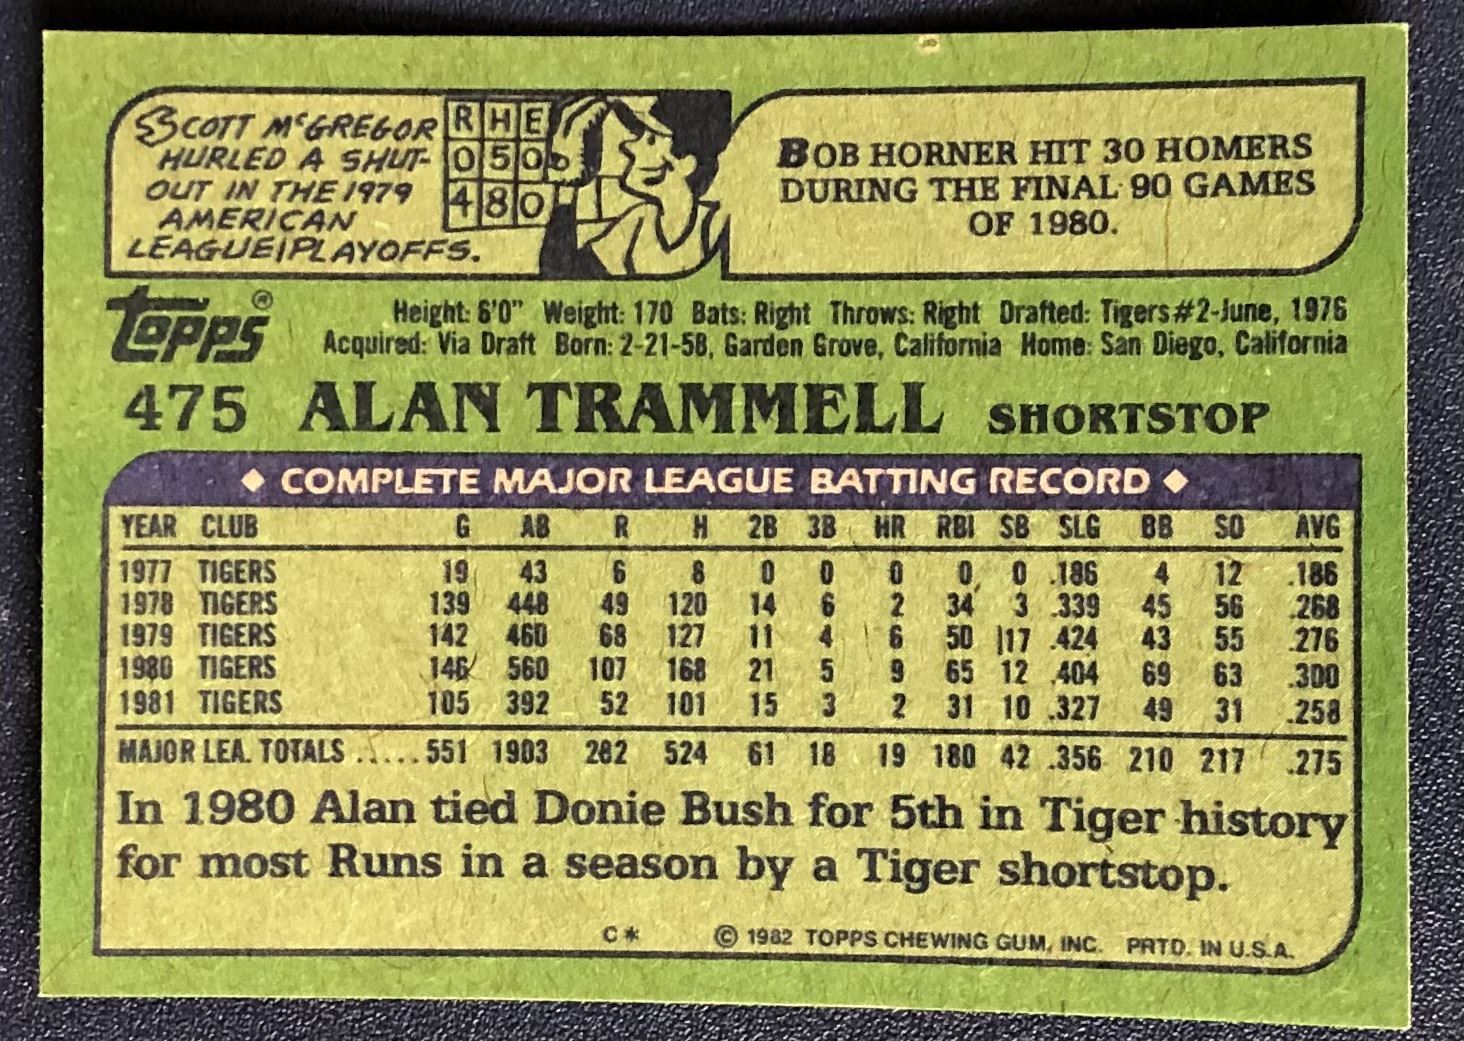 SCOTT McGREGOR
HURLED A SHUT-
OUT IN THE 1979
AMERICAN
LEAGUE PLAYOFFS.
R H E
0 5 0
4 8 0
BOB HORNER HIT 30 HOMERS
DURING THE FINAL 90 GAMES
OF 1980.
Topps®
Height: 6'0" Weight: 170 Bats: Right Throws: Right Drafted: Tigers #2-June, 1976
Acquired: Via Draft Born: 2-21-58, Garden Grove, California Home: San Diego, California
475 ALAN TRAMMELL SHORTSTOP
◆ COMPLETE MAJOR LEAGUE BATTING RECORD ◆
YEAR CLUB G AB R H 2B 3B HR RBI SB SLG BB SO AVG
1977 TIGERS 19 43 6 8 0 0 0 0 0 .186 4 12 .186
1978 TIGERS 139 448 49 120 14 6 2 34 3 .339 45 56 .268
1979 TIGERS 142 460 68 127 11 4 6 50 17 .424 43 55 .276
1980 TIGERS 146 560 107 168 21 5 9 65 12 .404 69 63 .300
1981 TIGERS 105 392 52 101 15 3 2 31 10 .327 49 31 .258
MAJOR LEA. TOTALS ..... 551 1903 282 524 61 18 19 180 42 .356 210 217 .275
In 1980 Alan tied Donie Bush for 5th in Tiger history
for most Runs in a season by a Tiger shortstop.
C* © 1982 TOPPS CHEWING GUM, INC. PRTD. IN U.S.A.